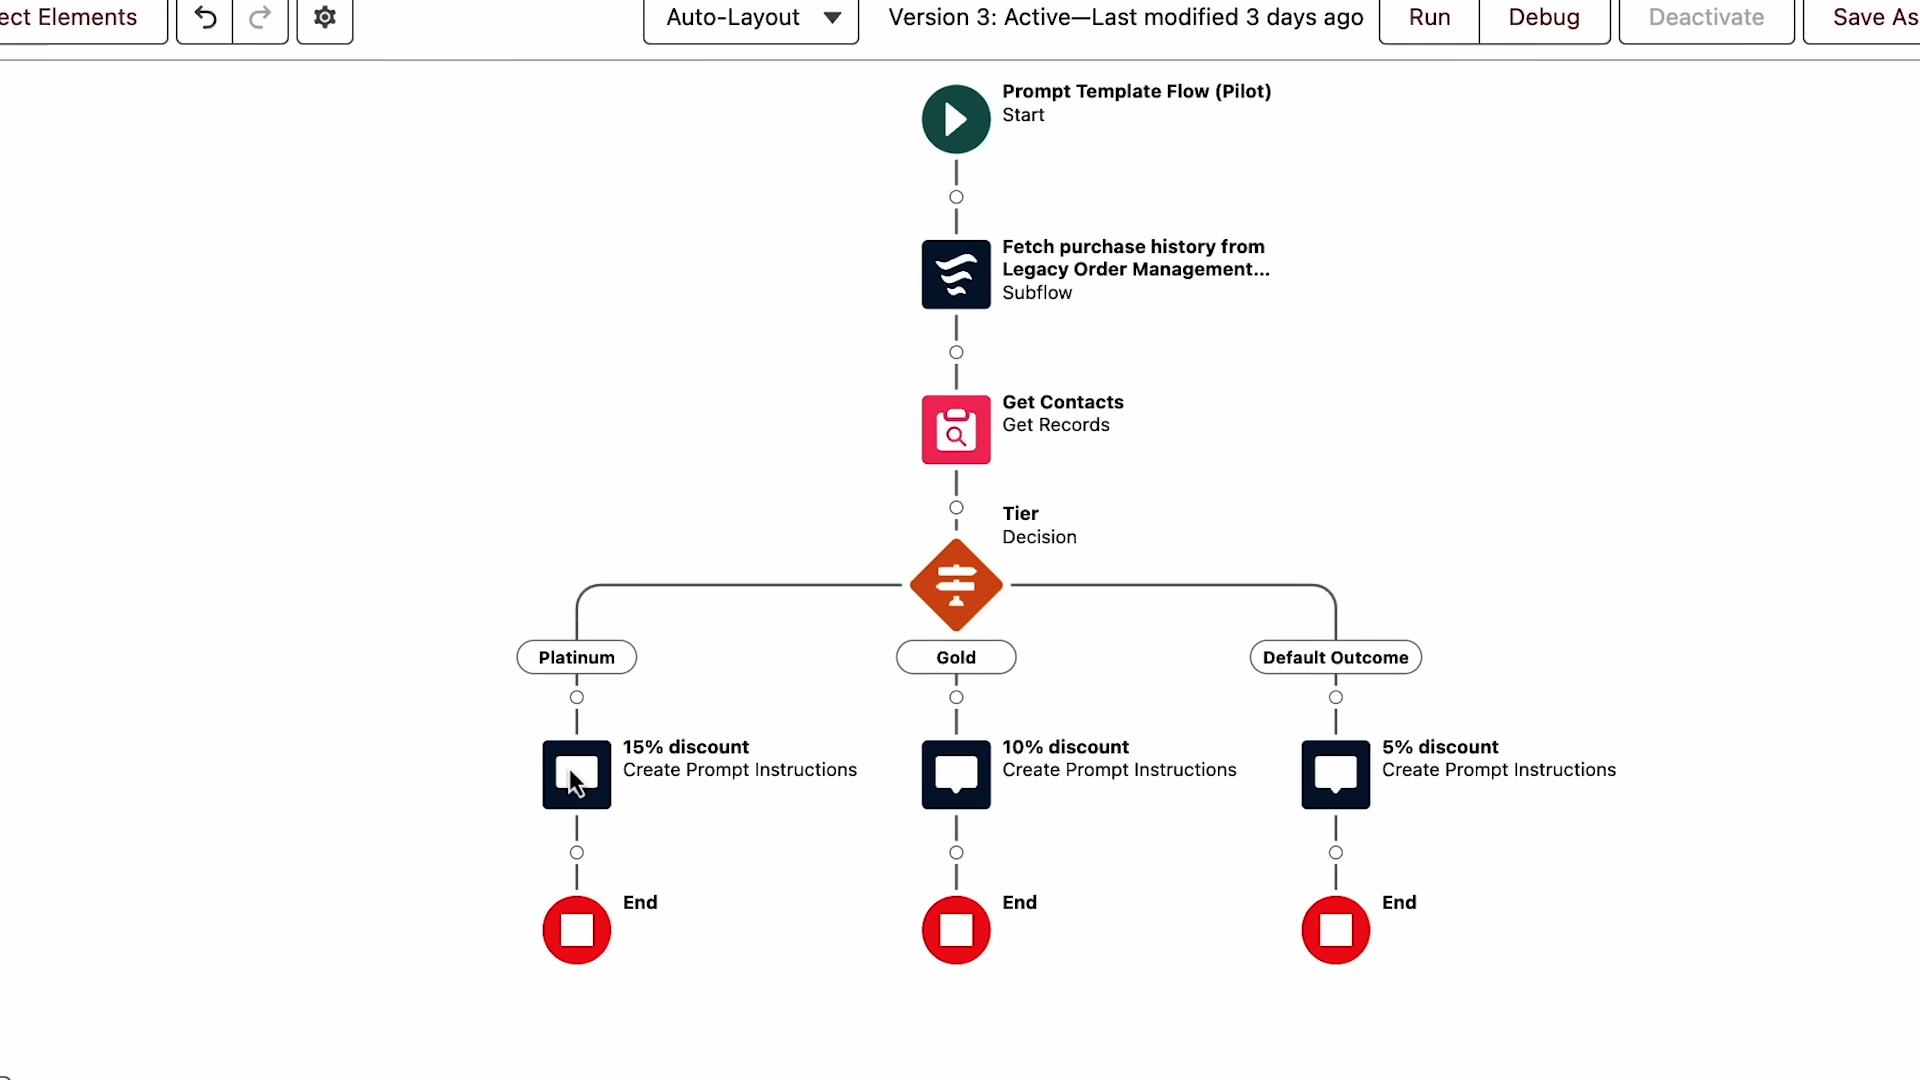 ect Elements
Auto-Layout
Version 3: Active—Last modified 3 days ago
Run
Debug
Deactivate
Save As
Prompt Template Flow (Pilot)
Start
Fetch purchase history from
Legacy Order Management...
Subflow
Get Contacts
Get Records
Tier
Decision
Platinum
Gold
Default Outcome
15% discount
Create Prompt Instructions
10% discount
Create Prompt Instructions
5% discount
Create Prompt Instructions
End
End
End